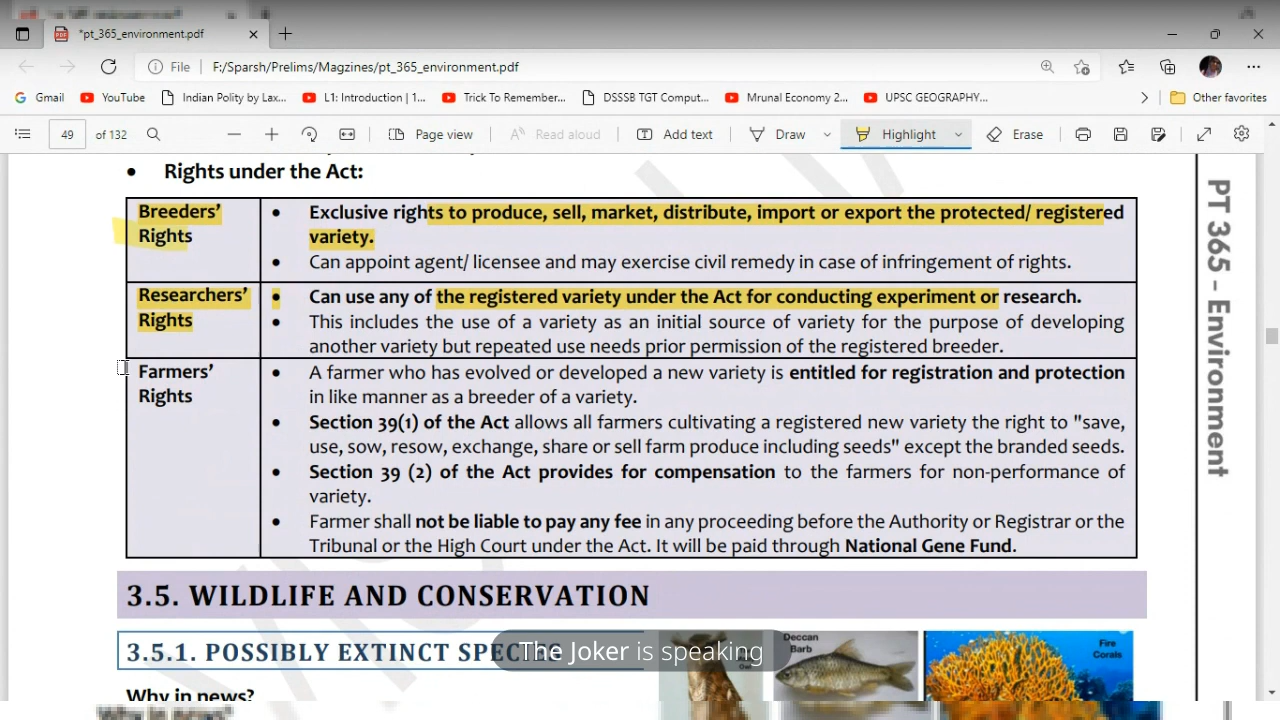 *pt_365_environment.pdf
File F:/Sparsh/Prelims/Magzines/pt_365_environment.pdf
Gmail YouTube Indian Polity by Lax... L1: Introduction | 1... Trick To Remember... DSSSB TGT Comput... Mrunal Economy 2... UPSC GEOGRAPHY... Other favorites
49 of 132 Page view Read aloud Add text Draw Highlight Erase
• Rights under the Act:
Breeders' Rights
• Exclusive rights to produce, sell, market, distribute, import or export the protected/ registered
variety.
• Can appoint agent/ licensee and may exercise civil remedy in case of infringement of rights.
Researchers' Rights
• Can use any of the registered variety under the Act for conducting experiment or research.
• This includes the use of a variety as an initial source of variety for the purpose of developing
another variety but repeated use needs prior permission of the registered breeder.
Farmers' Rights
• A farmer who has evolved or developed a new variety is entitled for registration and protection
in like manner as a breeder of a variety.
• Section 39(1) of the Act allows all farmers cultivating a registered new variety the right to "save,
use, sow, resow, exchange, share or sell farm produce including seeds" except the branded seeds.
• Section 39 (2) of the Act provides for compensation to the farmers for non-performance of
variety.
• Farmer shall not be liable to pay any fee in any proceeding before the Authority or Registrar or the
Tribunal or the High Court under the Act. It will be paid through National Gene Fund.
3.5. WILDLIFE AND CONSERVATION
3.5.1. POSSIBLY EXTINCT
The Joker is speaking
Owl
Deccan
Barb
Fire
Corals
Why in news?
PT 365 - Environment